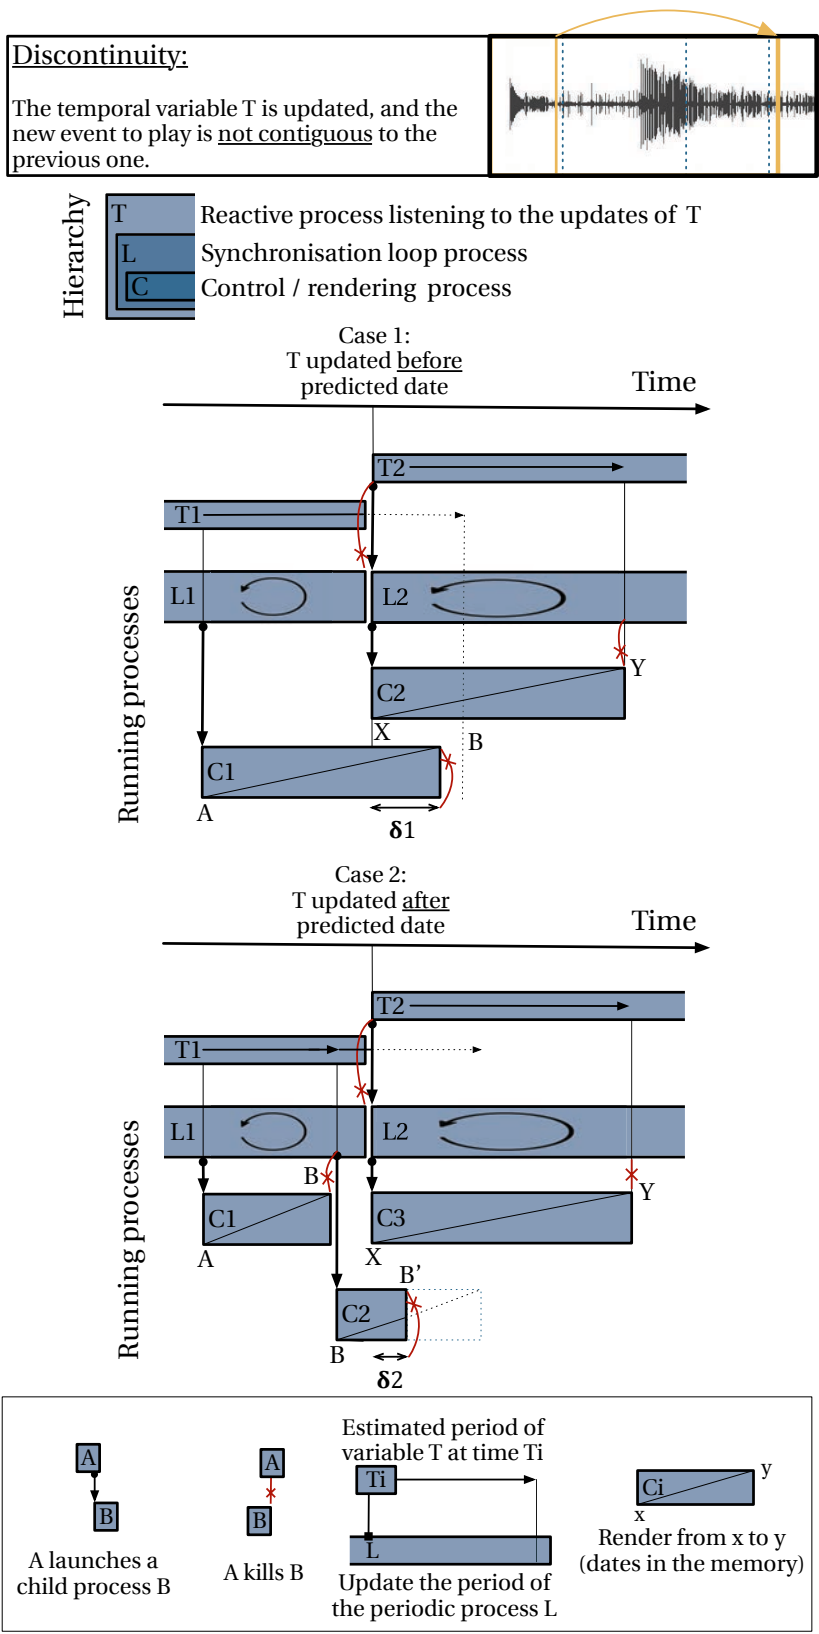 Discontinuity:
The temporal variable T is updated, and the
new event to play is not contiguous to the
previous one.
Hierarchy
T
Reactive process listening to the updates of T
L
Synchronisation loop process
C
Control / rendering process
Case 1:
T updated before
predicted date
Time
T2
T1
Running processes
L1
L2
C2
Y
X
B
C1
A
δ1
Case 2:
T updated after
predicted date
Time
T2
T1
Running processes
L1
L2
B
Y
C1
C3
A
X
B’
C2
B
δ2
A
B
A launches a
child process B
A
B
A kills B
Estimated period of
variable T at time Ti
Ti
L
Update the period of
the periodic process L
y
Ci
x
Render from x to y
(dates in the memory)